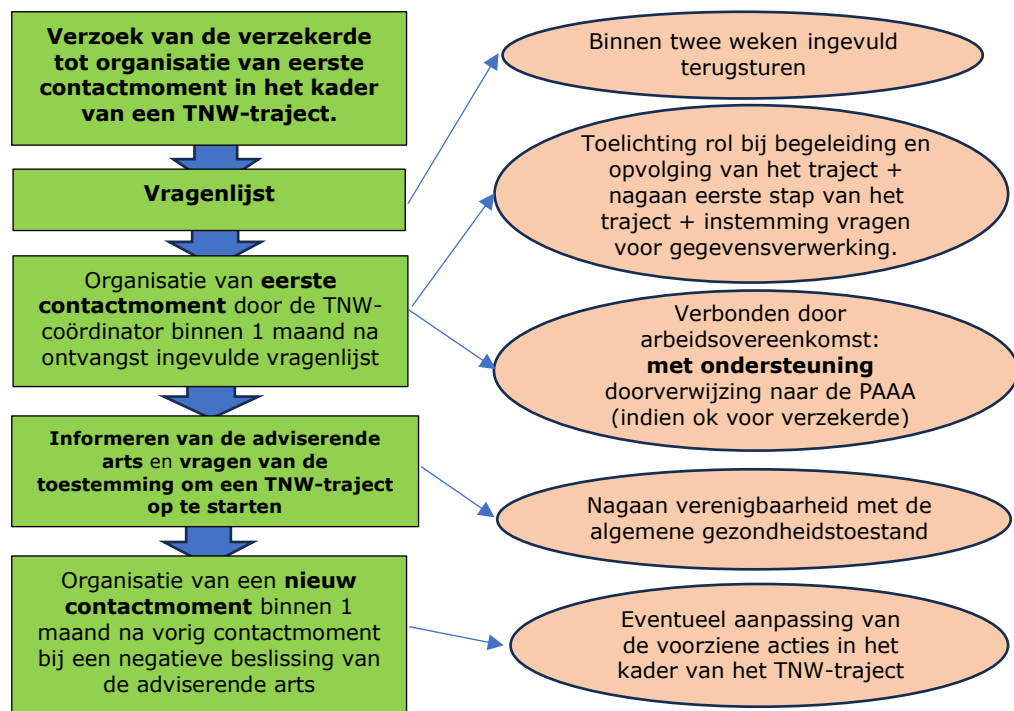 Verzoek van de verzekerde
tot organisatie van eerste
contactmoment in het kader
van een TNW-traject.
Binnen twee weken ingevuld
terugsturen
Vragenlijst
Toelichting rol bij begeleiding en
opvolging van het traject +
nagaan eerste stap van het
traject + instemming vragen
voor gegevensverwerking.
Organisatie van eerste
contactmoment door de TNW-
coördinator binnen 1 maand na
ontvangst ingevulde vragenlijst
Verbonden door
arbeidsovereenkomst:
met ondersteuning
doorverwijzing naar de PAAA
(indien ok voor verzekerde)
Informeren van de adviserende
arts en vragen van de
toestemming om een TNW-traject
op te starten
Nagaan verenigbaarheid met de
algemene gezondheidstoestand
Organisatie van een nieuw
contactmoment binnen 1
maand na vorig contactmoment
bij een negatieve beslissing van
de adviserende arts
Eventueel aanpassing van
de voorziene acties in het
kader van het TNW-traject